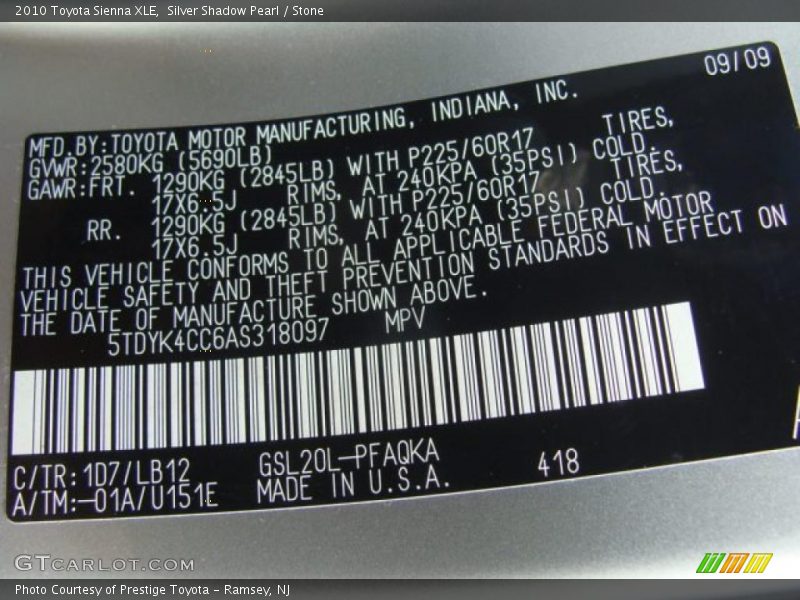 2010 Toyota Sienna XLE,  Silver Shadow Pearl / Stone
09/09
MFD.BY:TOYOTA MOTOR MANUFACTURING, INDIANA, INC.
GVWR:2580KG (5690LB)
GAWR:FRT. 1290KG (2845LB) WITH P225/60R17 TIRES,
17X6.5J RIMS, AT 240KPA (35PSI) COLD.
RR. 1290KG (2845LB) WITH P225/60R17 TIRES,
17X6.5J RIMS, AT 240KPA (35PSI) COLD.
THIS VEHICLE CONFORMS TO ALL APPLICABLE FEDERAL MOTOR
VEHICLE SAFETY AND THEFT PREVENTION STANDARDS IN EFFECT ON
THE DATE OF MANUFACTURE SHOWN ABOVE.
5TDYK4CC6AS318097 MPV
C/TR:1D7/LB12 GSL20L-PFAQKA 418
A/TM:-01A/U151E MADE IN U.S.A.
GTCARLOT.COM
Photo Courtesy of Prestige Toyota - Ramsey, NJ